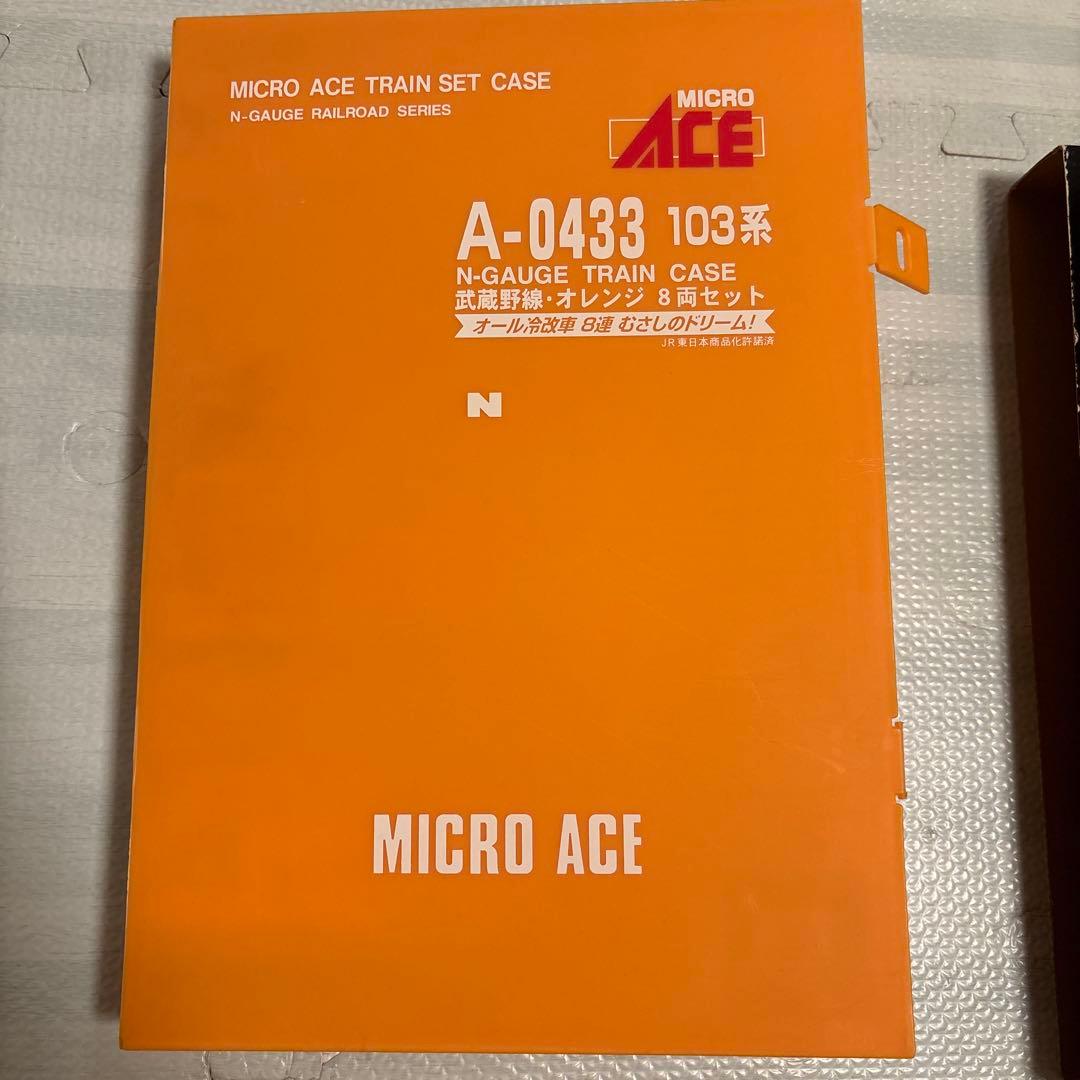 MICRO ACE TRAIN SET CASE
N-GAUGE RAILROAD SERIES
MICRO
ACE
A-0433 103系
N-GAUGE TRAIN CASE
武蔵野線・オレンジ 8両セット
オール冷改車 8連 むさしのドリーム!
JR東日本商品化許諾済
N
MICRO ACE